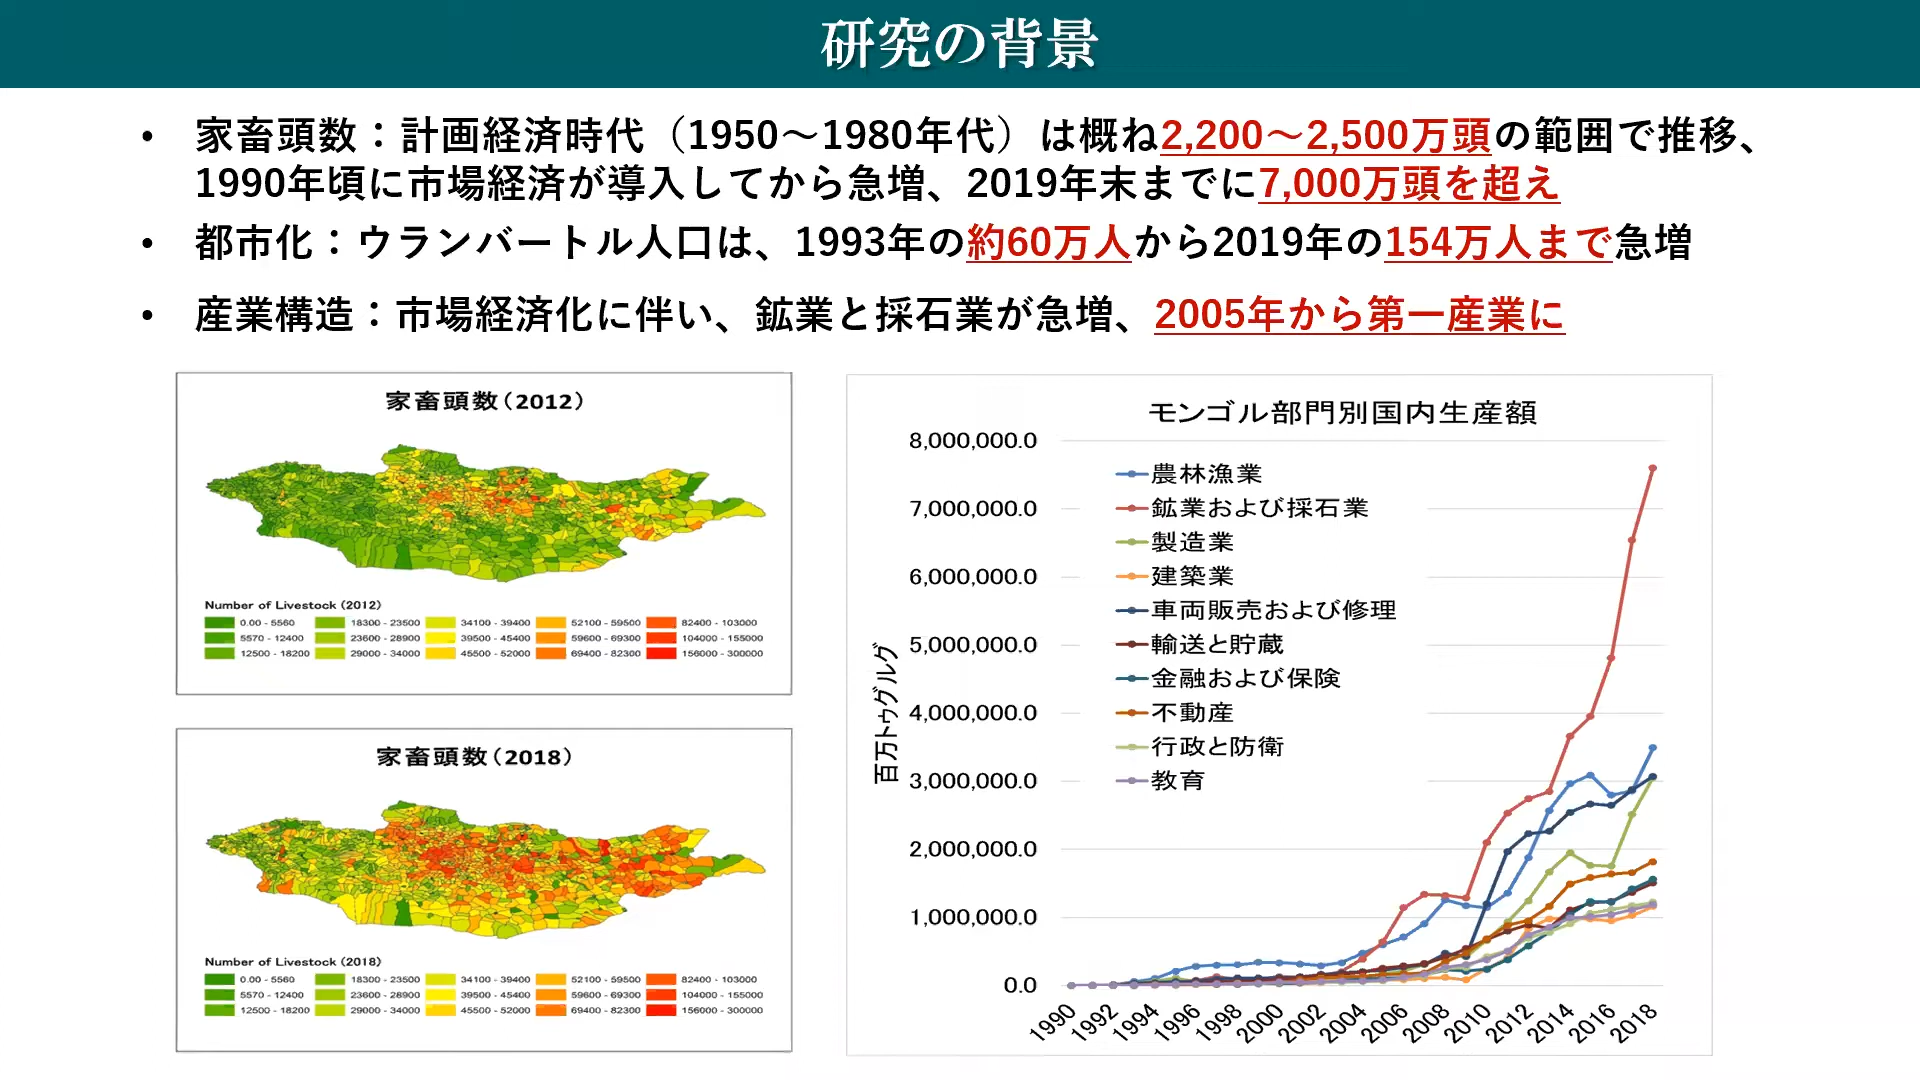 研究の背景
• 家畜頭数：計画経済時代（1950～1980年代）は概ね2,200～2,500万頭の範囲で推移、
1990年頃に市場経済が導入してから急増、2019年末までに7,000万頭を超え
• 都市化：ウランバートル人口は、1993年の約60万人から2019年の154万人まで急増
• 産業構造：市場経済化に伴い、鉱業と採石業が急増、2005年から第一産業に
家畜頭数（2012）
Number of Livestock (2012)
0.00 - 5560 18300 - 23500 34100 - 39400 52100 - 59500 82400 - 103000
5570 - 12400 23600 - 28900 39500 - 45400 59600 - 69300 104000 - 155000
12500 - 18200 29000 - 34000 45500 - 52000 69400 - 82300 156000 - 300000
家畜頭数（2018）
Number of Livestock (2018)
0.00 - 5560 18300 - 23500 34100 - 39400 52100 - 59500 82400 - 103000
5570 - 12400 23600 - 28900 39500 - 45400 59600 - 69300 104000 - 155000
12500 - 18200 29000 - 34000 45500 - 52000 69400 - 82300 156000 - 300000
モンゴル部門別国内生産額
百万トゥグルグ
8,000,000.0
7,000,000.0
6,000,000.0
5,000,000.0
4,000,000.0
3,000,000.0
2,000,000.0
1,000,000.0
0.0
農林漁業
鉱業および採石業
製造業
建築業
車両販売および修理
輸送と貯蔵
金融および保険
不動産
行政と防衛
教育
1990 1992 1994 1996 1998 2000 2002 2004 2006 2008 2010 2012 2014 2016 2018